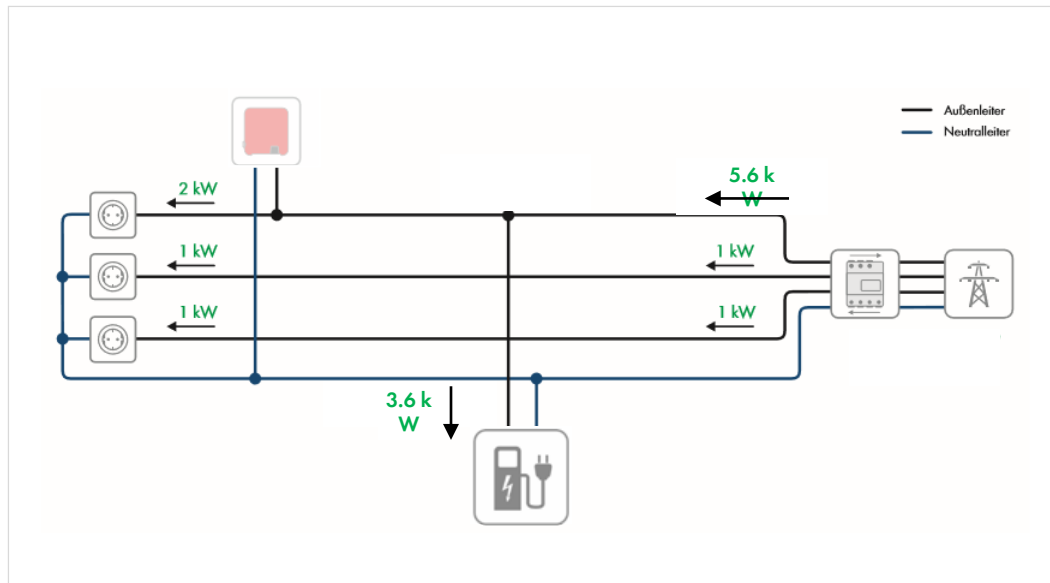 Außenleiter
Neutralleiter
2 kW
5.6 k
W
1 kW
1 kW
1 kW
1 kW
3.6 k
W